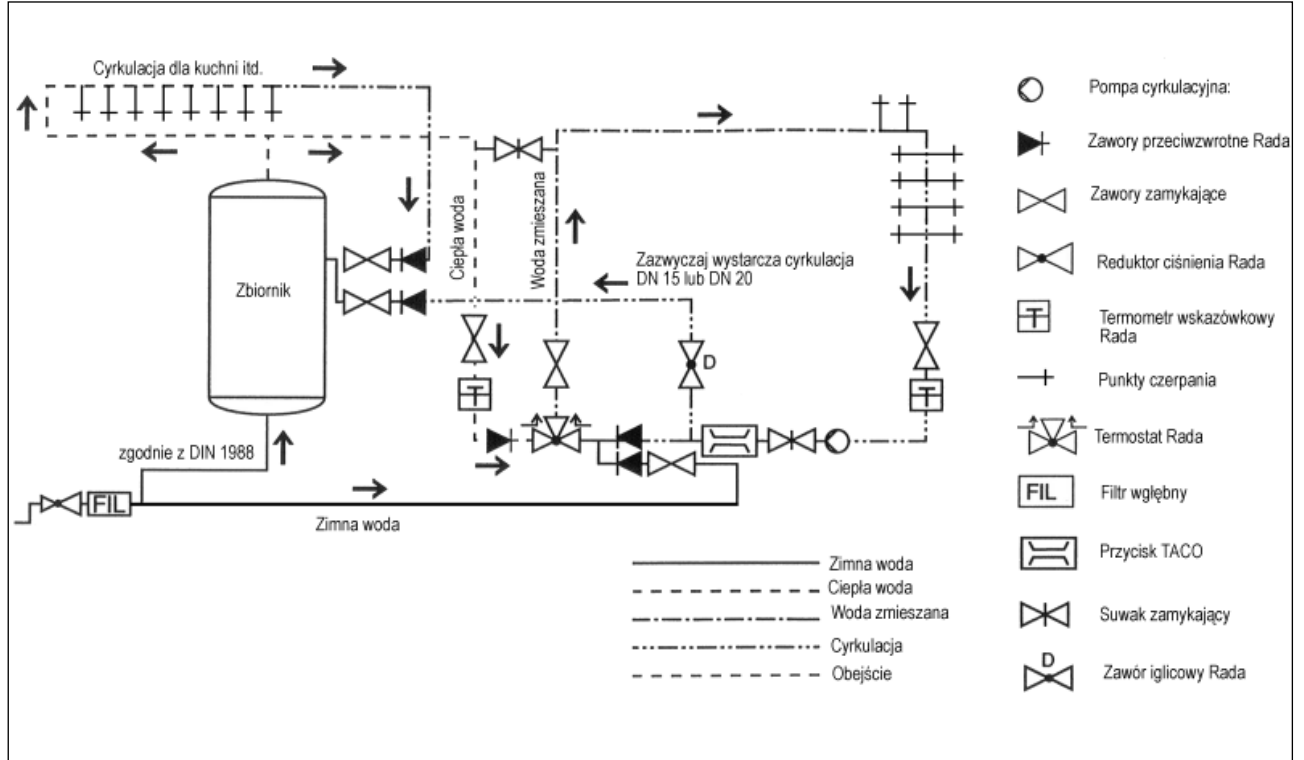 Cyrkulacja dla kuchni itd.
Ciepła woda
Woda zmieszana
Zazwyczaj wystarcza cyrkulacja
DN 15 lub DN 20
Zbiornik
D
T
T
zgodnie z DIN 1988
FIL
Zimna woda
Zimna woda
Ciepła woda
Woda zmieszana
Cyrkulacja
Obejście
Pompa cyrkulacyjna:
Zawory przeciwzwrotne Rada
Zawory zamykające
Reduktor ciśnienia Rada
T
Termometr wskazówkowy
Rada
Punkty czerpania
Termostat Rada
FIL
Filtr wgłębny
Przycisk TACO
Suwak zamykający
D
Zawór iglicowy Rada